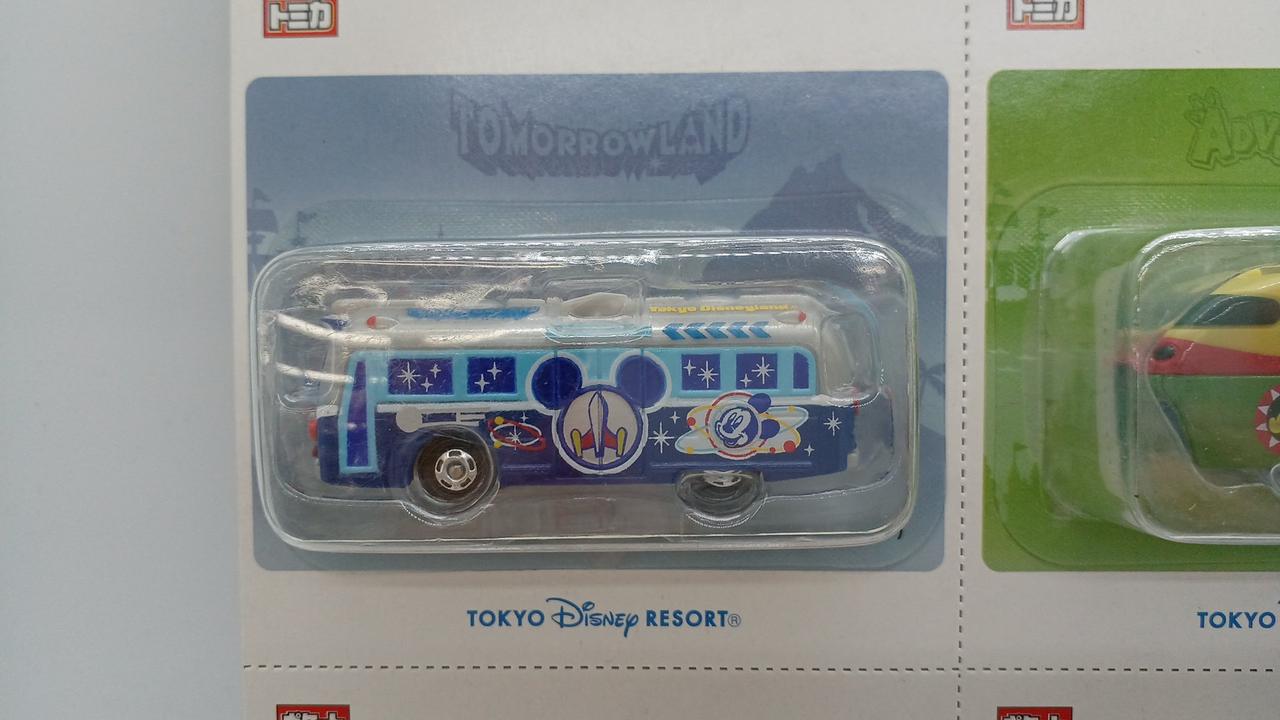 トミカ
トミカ
TOMORROWLAND
Tokyo Disneyland
TOKYO Disney RESORT®
TOKYO